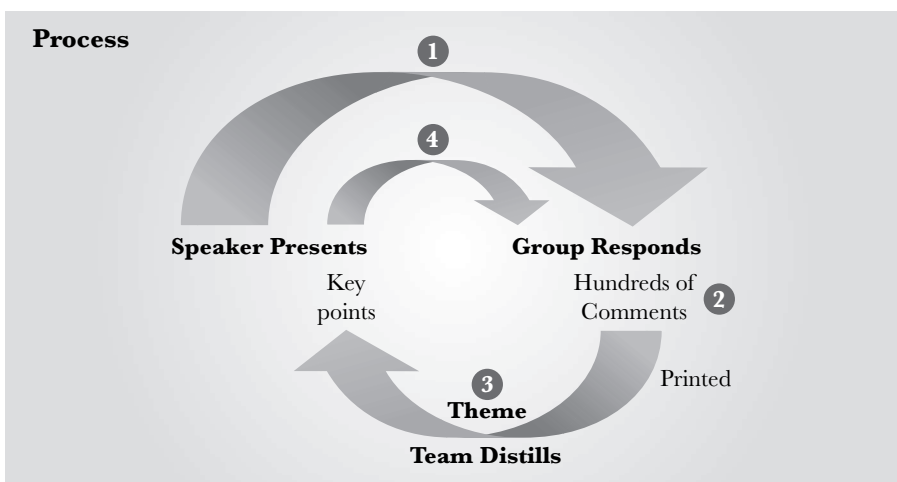 Process
1
4
Speaker Presents
Group Responds
Key
points
Hundreds of
Comments
2
Printed
3
Theme
Team Distills